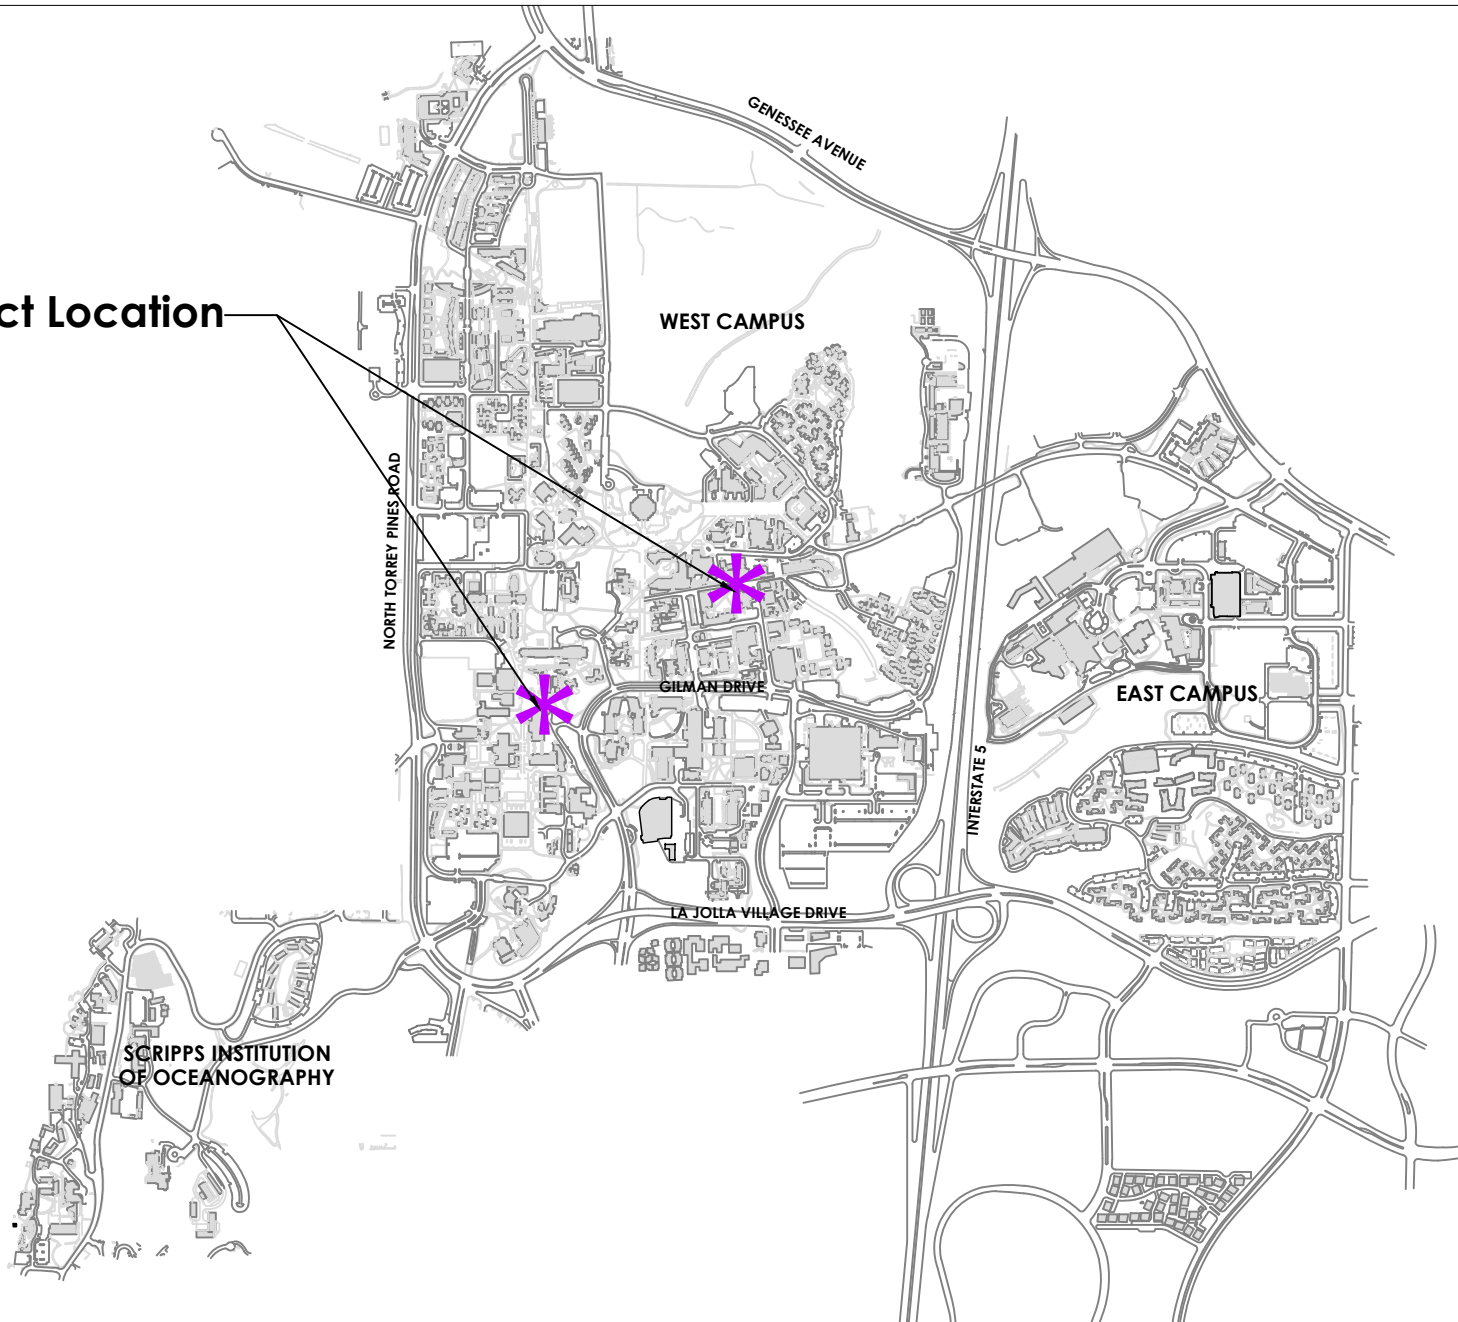 GENESSEE AVENUE
ct Location
WEST CAMPUS
NORTH TORREY PINES ROAD
GILMAN DRIVE
EAST CAMPUS
INTERSTATE 5
LA JOLLA VILLAGE DRIVE
SCRIPPS INSTITUTION
OF OCEANOGRAPHY